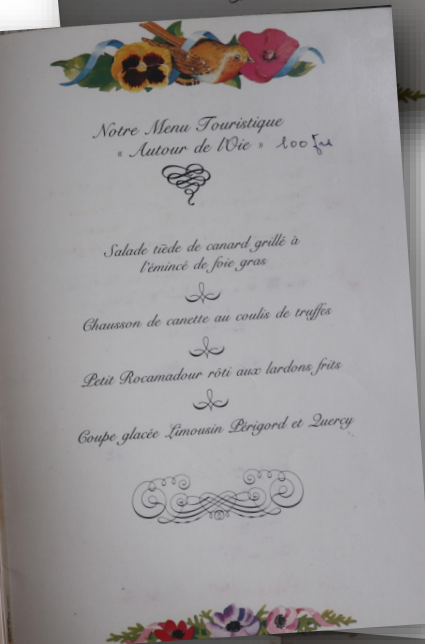 Notre Menu Touristique
« Autour de l'Oie » 100 frs
Salade tiède de canard grillé à
l'émincé de foie gras
Chausson de canette au coulis de truffes
Petit Rocamadour rôti aux lardons frits
Coupe glacée Limousin Périgord et Quercy